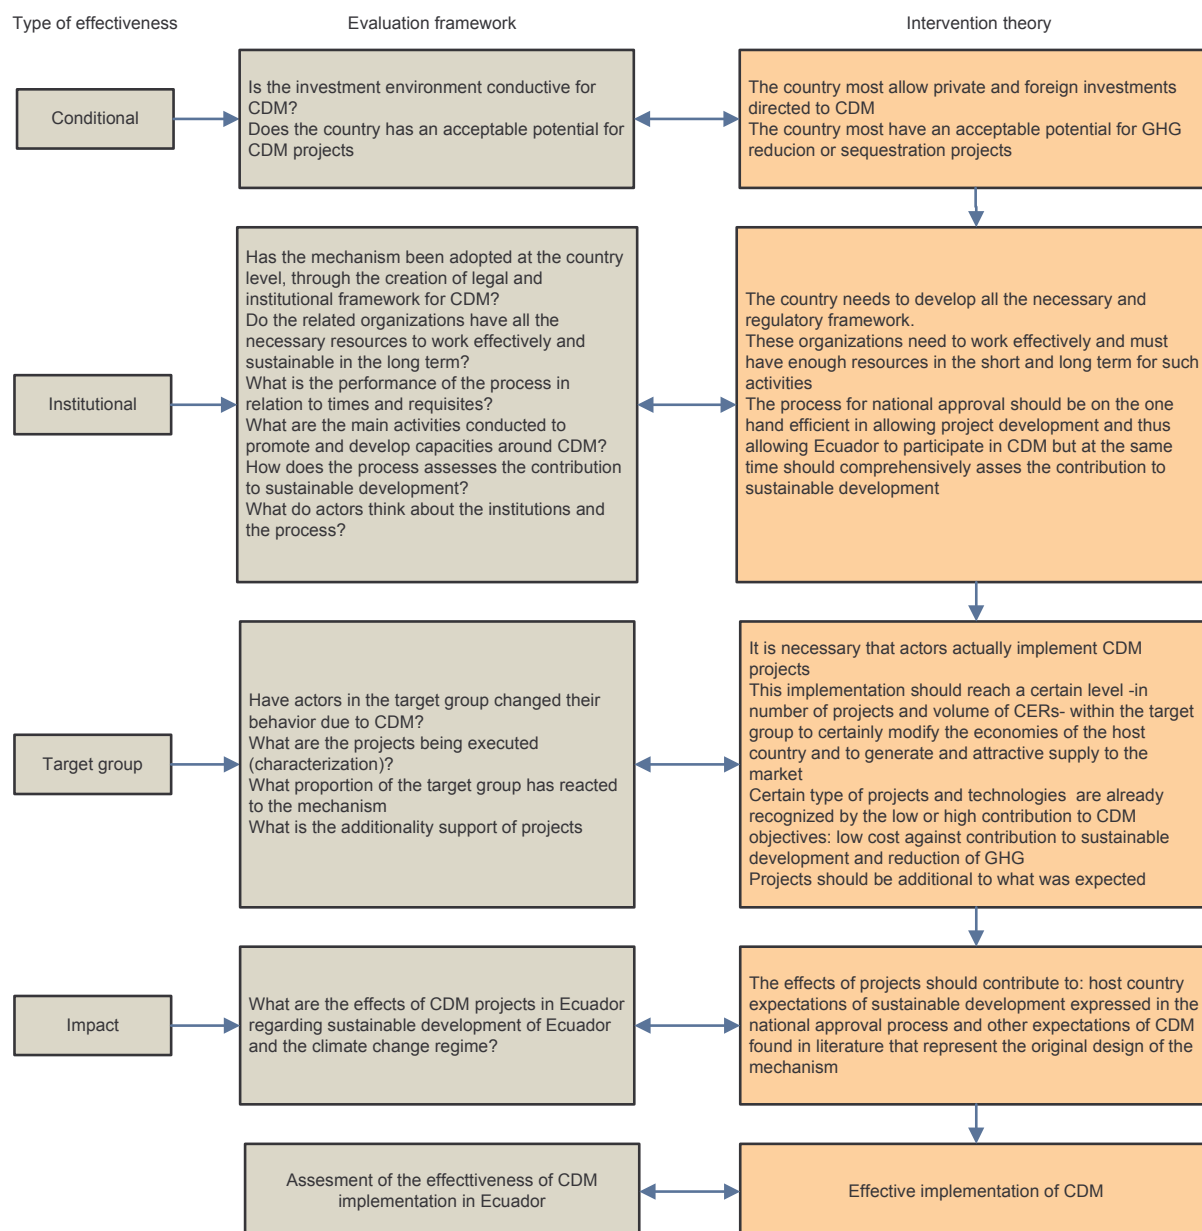 Type of effectiveness
Evaluation framework
Intervention theory
Conditional
Is the investment environment conductive for
CDM?
Does the country has an acceptable potential for
CDM projects
The country most allow private and foreign investments
directed to CDM
The country most have an acceptable potential for GHG
reducion or sequestration projects
Institutional
Has the mechanism been adopted at the country
level, through the creation of legal and
institutional framework for CDM?
Do the related organizations have all the
necessary resources to work effectively and
sustainable in the long term?
What is the performance of the process in
relation to times and requisites?
What are the main activities conducted to
promote and develop capacities around CDM?
How does the process assesses the contribution
to sustainable development?
What do actors think about the institutions and
the process?
The country needs to develop all the necessary and
regulatory framework.
These organizations need to work effectively and must
have enough resources in the short and long term for such
activities
The process for national approval should be on the one
hand efficient in allowing project development and thus
allowing Ecuador to participate in CDM but at the same
time should comprehensively asses the contribution to
sustainable development
Target group
Have actors in the target group changed their
behavior due to CDM?
What are the projects being executed
(characterization)?
What proportion of the target group has reacted
to the mechanism
What is the additionality support of projects
It is necessary that actors actually implement CDM
projects
This implementation should reach a certain level -in
number of projects and volume of CERs- within the target
group to certainly modify the economies of the host
country and to generate and attractive supply to the
market
Certain type of projects and technologies are already
recognized by the low or high contribution to CDM
objectives: low cost against contribution to sustainable
development and reduction of GHG
Projects should be additional to what was expected
Impact
What are the effects of CDM projects in Ecuador
regarding sustainable development of Ecuador
and the climate change regime?
The effects of projects should contribute to: host country
expectations of sustainable development expressed in the
national approval process and other expectations of CDM
found in literature that represent the original design of the
mechanism
Assesment of the effecttiveness of CDM
implementation in Ecuador
Effective implementation of CDM